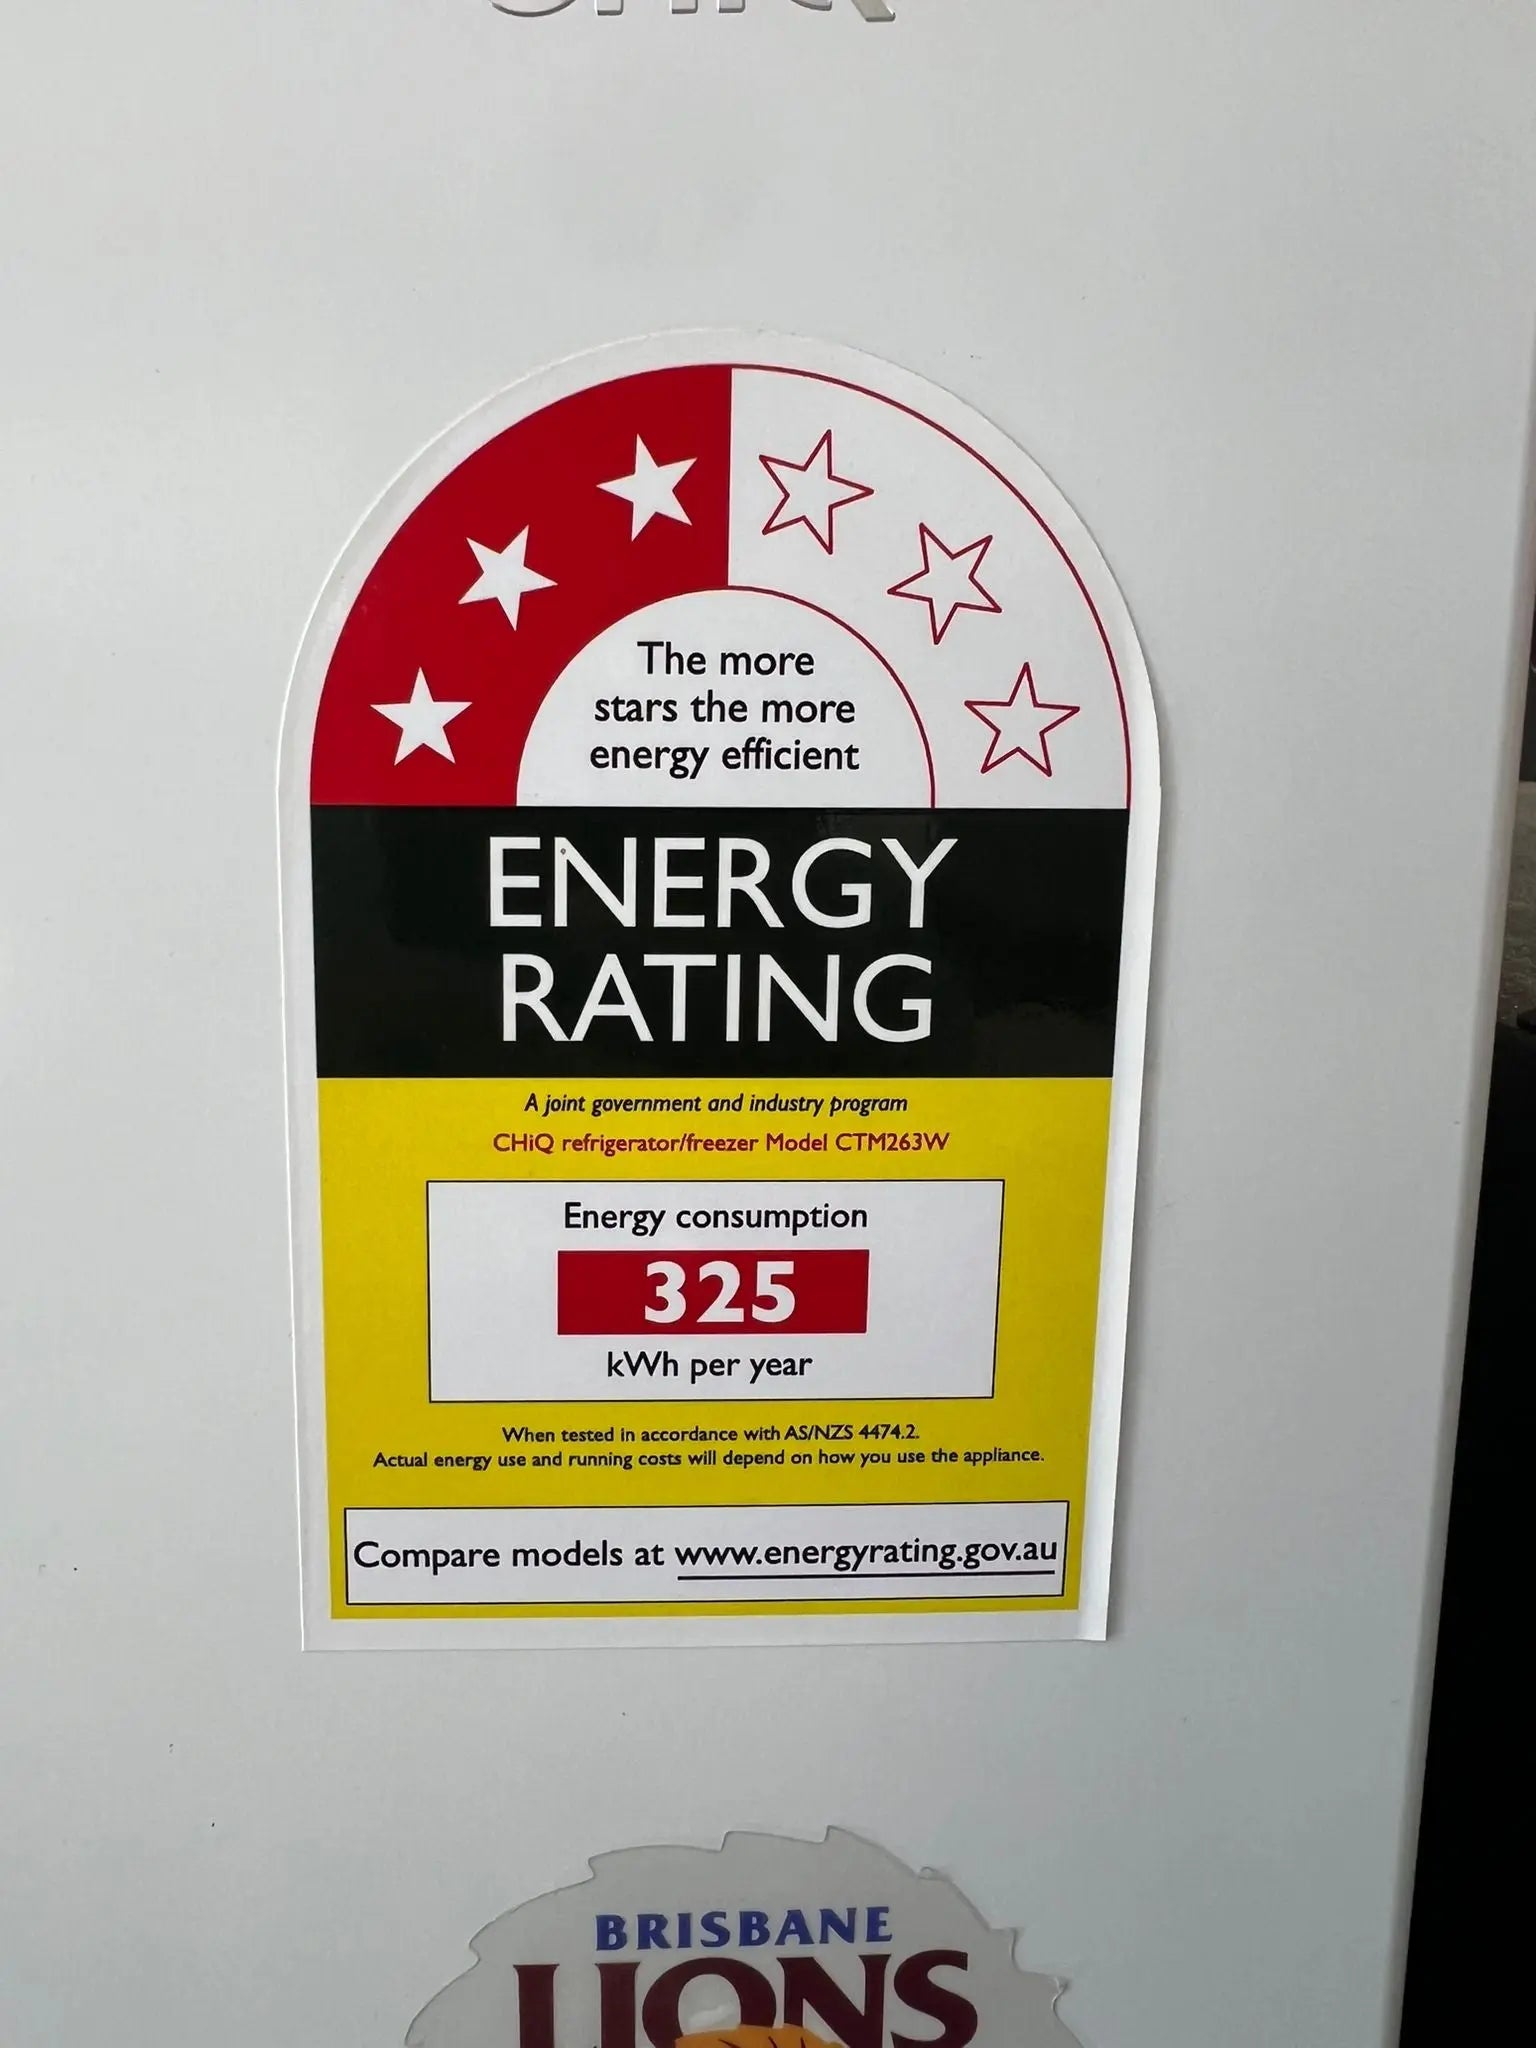 The more
stars the more
energy efficient
ENERGY
RATING
A joint government and industry program
CHiQ refrigerator/freezer Model CTM263W
Energy consumption
325
kWh per year
When tested in accordance with AS/NZS 4474.2.
Actual energy use and running costs will depend on how you use the appliance.
Compare models at www.energyrating.gov.au
BRISBANE
LIONS